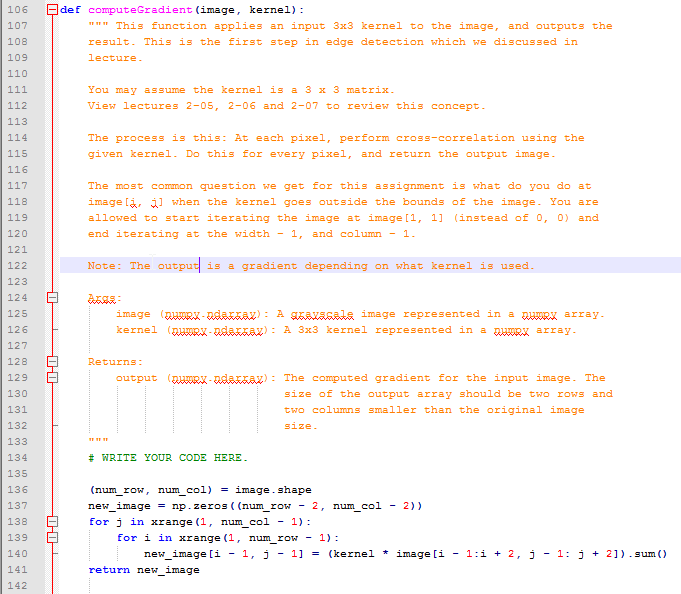 106 def computeGradient(image, kernel):
107 """ This function applies an input 3x3 kernel to the image, and outputs the
108 result. This is the first step in edge detection which we discussed in
109 lecture.
110
111 You may assume the kernel is a 3 x 3 matrix.
112 View lectures 2-05, 2-06 and 2-07 to review this concept.
113
114 The process is this: At each pixel, perform cross-correlation using the
115 given kernel. Do this for every pixel, and return the output image.
116
117 The most common question we get for this assignment is what do you do at
118 image[i, j] when the kernel goes outside the bounds of the image. You are
119 allowed to start iterating the image at image[1, 1] (instead of 0, 0) and
120 end iterating at the width - 1, and column - 1.
121
122 Note: The output is a gradient depending on what kernel is used.
123
124 Args:
125 image (numpy.ndarray): A grayscale image represented in a numpy array.
126 kernel (numpy.ndarray): A 3x3 kernel represented in a numpy array.
127
128 Returns:
129 output (numpy.ndarray): The computed gradient for the input image. The
130 size of the output array should be two rows and
131 two columns smaller than the original image
132 size.
133 """
134 # WRITE YOUR CODE HERE.
135
136 (num_row, num_col) = image.shape
137 new_image = np.zeros((num_row - 2, num_col - 2))
138 for j in xrange(1, num_col - 1):
139 for i in xrange(1, num_row - 1):
140 new_image[i - 1, j - 1] = (kernel * image[i - 1:i + 2, j - 1: j + 2]).sum()
141 return new_image
142